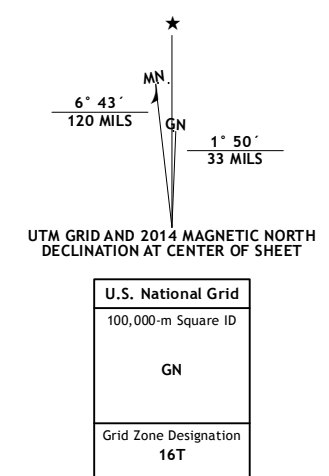 ★
MN
6° 43´
120 MILS
GN
1° 50´
33 MILS
UTM GRID AND 2014 MAGNETIC NORTH
DECLINATION AT CENTER OF SHEET
U.S. National Grid
100,000-m Square ID
GN
Grid Zone Designation
16T